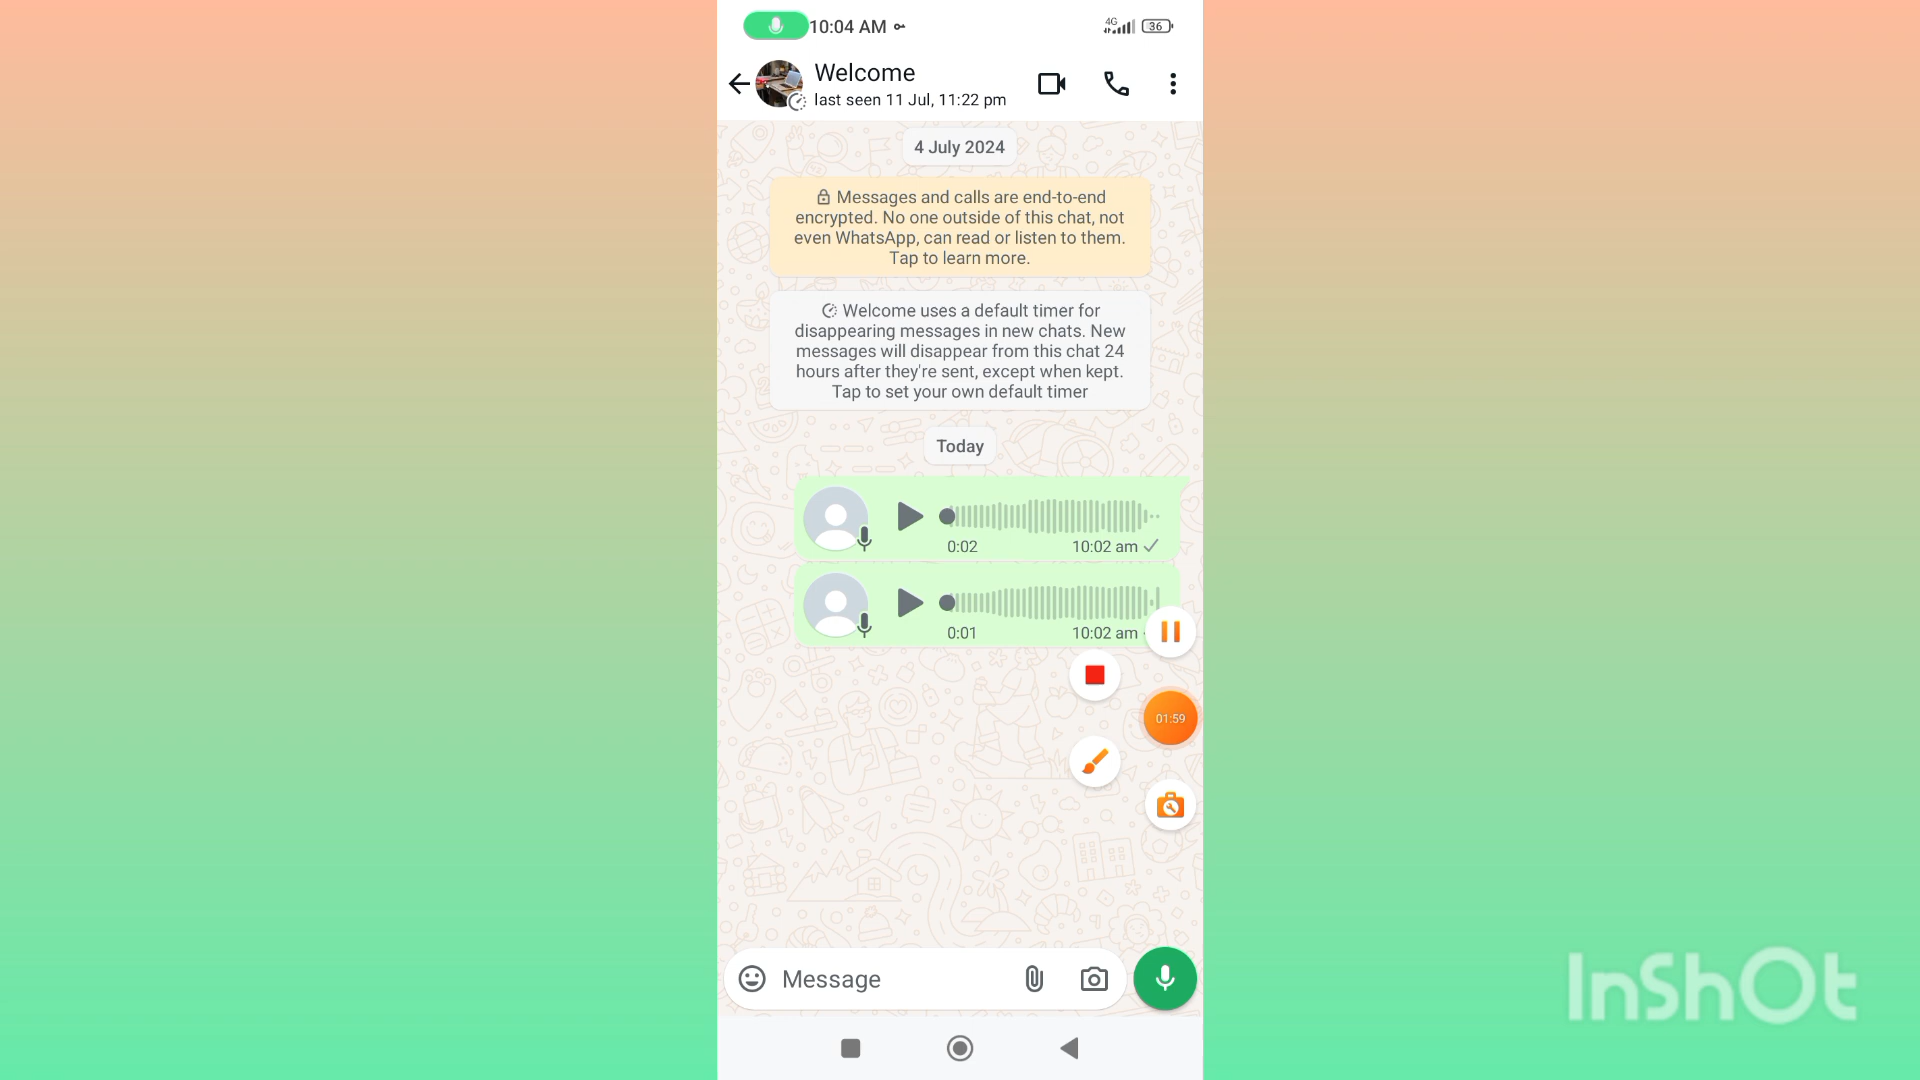 10:04 AM
4G
36
Welcome
last seen 11 Jul, 11:22 pm
4 July 2024
Messages and calls are end-to-end
encrypted. No one outside of this chat, not
even WhatsApp, can read or listen to them.
Tap to learn more.
Welcome uses a default timer for
disappearing messages in new chats. New
messages will disappear from this chat 24
hours after they're sent, except when kept.
Tap to set your own default timer
Today
0:02 10:02 am
0:01 10:02 am
01:59
Message
InShOt